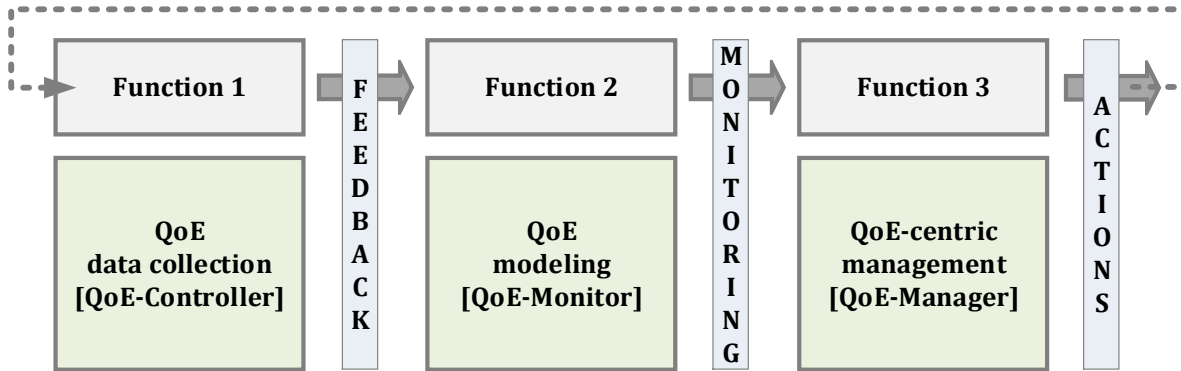 Function 1
FEEDBACK
Function 2
MONITORING
Function 3
ACTIONS
QoE
data collection
[QoE-Controller]
QoE
modeling
[QoE-Monitor]
QoE-centric
management
[QoE-Manager]